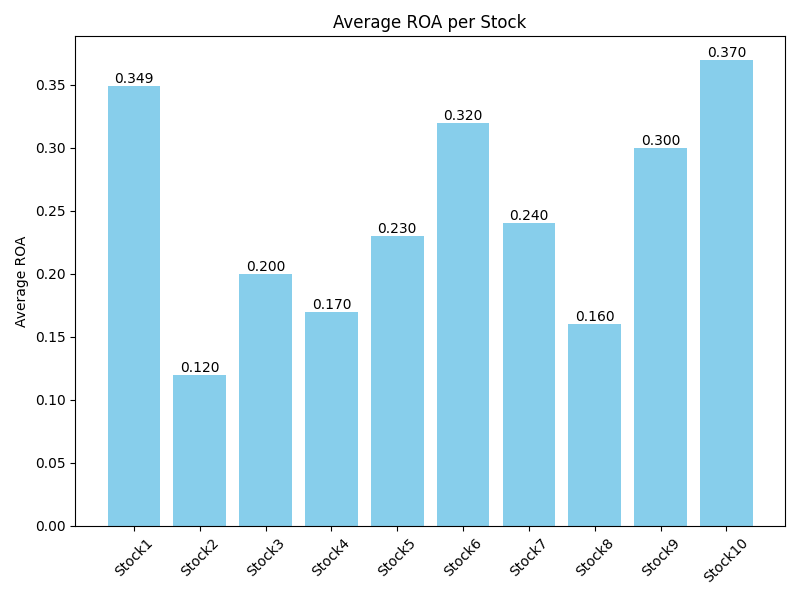 Average ROA per Stock
0.370
0.349
0.320
0.300
0.240
0.230
0.200
0.170
0.160
0.120
Average ROA
0.35
0.30
0.25
0.20
0.15
0.10
0.05
0.00
Stock1
Stock2
Stock3
Stock4
Stock5
Stock6
Stock7
Stock8
Stock9
Stock10